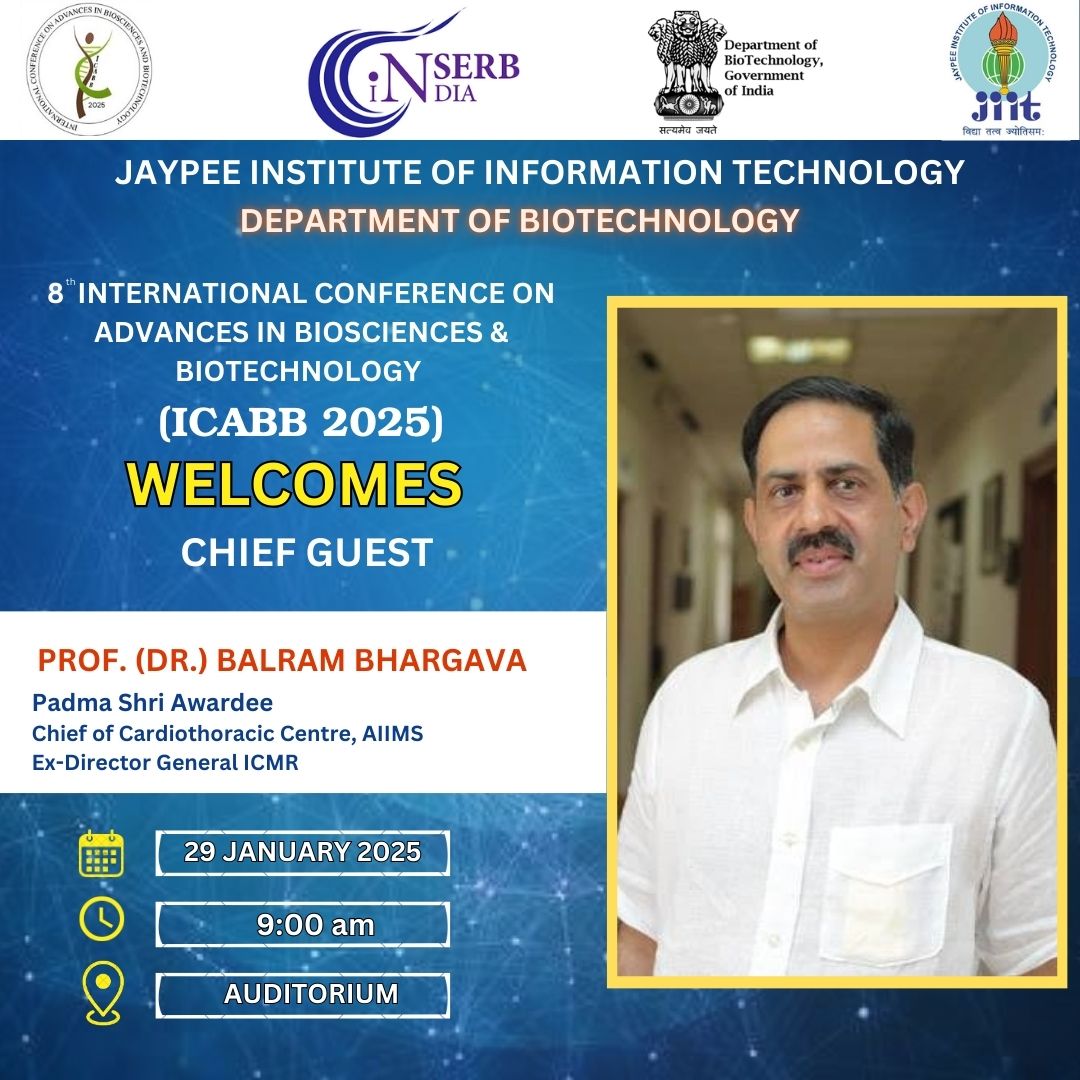 INTERNATIONAL CONFERENCE ON ADVANCES IN BIOSCIENCES AND BIOTECHNOLOGY
2025
iNSERB
NDIA
Department of
BioTechnology,
Government
of India
सत्यमेव जयते
JAYPEE INSTITUTE OF INFORMATION TECHNOLOGY
jiit
विद्या तत्व ज्योतिसम:
JAYPEE INSTITUTE OF INFORMATION TECHNOLOGY
DEPARTMENT OF BIOTECHNOLOGY
8th INTERNATIONAL CONFERENCE ON
ADVANCES IN BIOSCIENCES &
BIOTECHNOLOGY
(ICABB 2025)
WELCOMES
CHIEF GUEST
PROF. (DR.) BALRAM BHARGAVA
Padma Shri Awardee
Chief of Cardiothoracic Centre, AIIMS
Ex-Director General ICMR
29 JANUARY 2025
9:00 am
AUDITORIUM